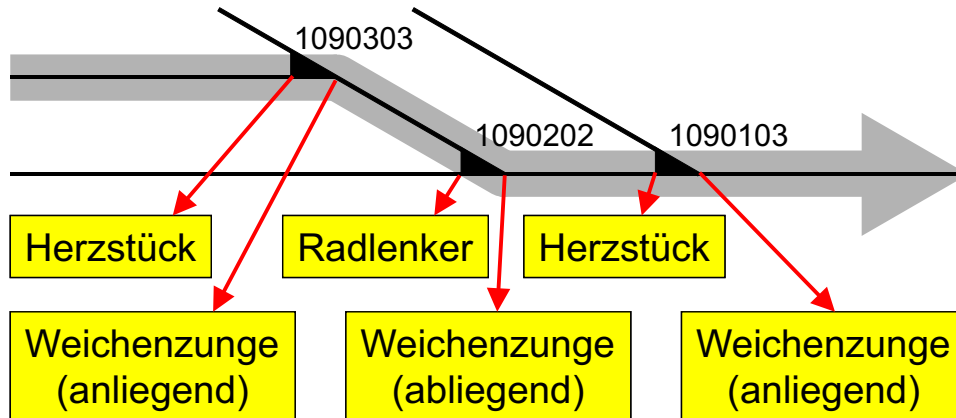 1090303
1090202
1090103
Herzstück
Radlenker
Herzstück
Weichenzunge
(anliegend)
Weichenzunge
(abliegend)
Weichenzunge
(anliegend)